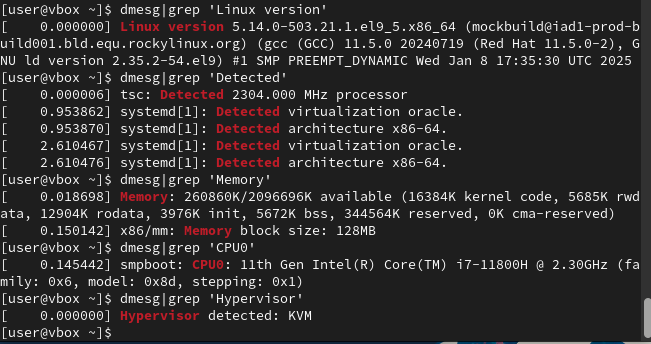 [user@vbox ~]$ dmesg|grep 'Linux version'
[    0.000000] Linux version 5.14.0-503.21.1.el9_5.x86_64 (mockbuild@iad1-prod-b
uild001.bld.equ.rockylinux.org) (gcc (GCC) 11.5.0 20240719 (Red Hat 11.5.0-2), G
NU ld version 2.35.2-54.el9) #1 SMP PREEMPT_DYNAMIC Wed Jan 8 17:35:30 UTC 2025
[user@vbox ~]$ dmesg|grep 'Detected'
[    0.000006] tsc: Detected 2304.000 MHz processor
[    0.953862] systemd[1]: Detected virtualization oracle.
[    0.953870] systemd[1]: Detected architecture x86-64.
[    2.610467] systemd[1]: Detected virtualization oracle.
[    2.610476] systemd[1]: Detected architecture x86-64.
[user@vbox ~]$ dmesg|grep 'Memory'
[    0.018698] Memory: 260860K/2096696K available (16384K kernel code, 5685K rwd
ata, 12904K rodata, 3976K init, 5672K bss, 344564K reserved, 0K cma-reserved)
[    0.150142] x86/mm: Memory block size: 128MB
[user@vbox ~]$ dmesg|grep 'CPU0'
[    0.145442] smpboot: CPU0: 11th Gen Intel(R) Core(TM) i7-11800H @ 2.30GHz (fa
mily: 0x6, model: 0x8d, stepping: 0x1)
[user@vbox ~]$ dmesg|grep 'Hypervisor'
[    0.000000] Hypervisor detected: KVM
[user@vbox ~]$